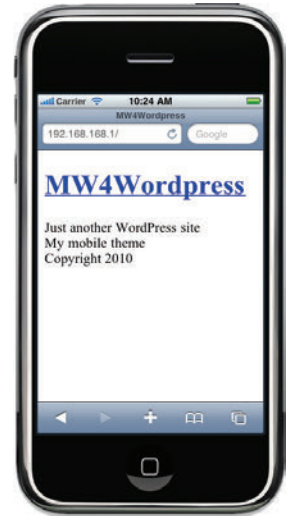 Carrier 10:24 AM
MW4Wordpress
192.168.168.1/ Google
MW4Wordpress
Just another WordPress site
My mobile theme
Copyright 2010